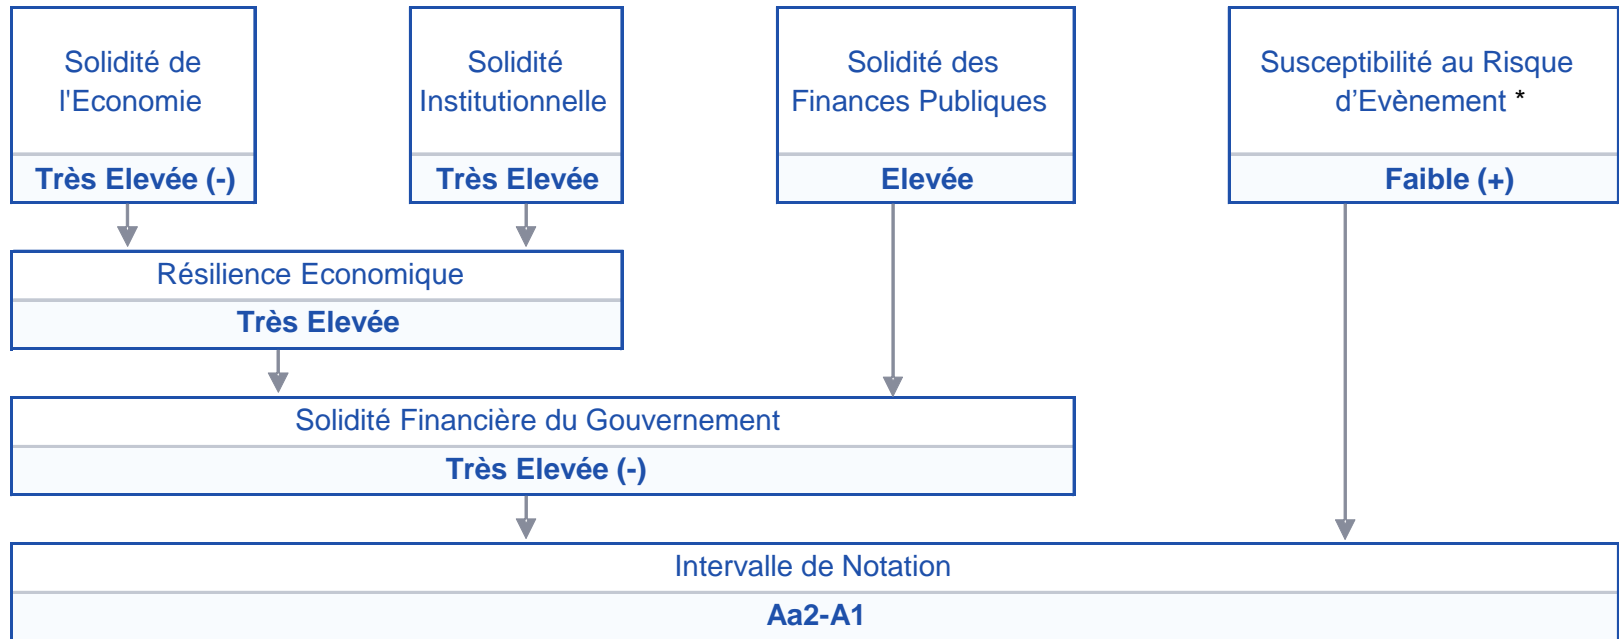 Solidité de
l'Economie
Très Elevée (-)
Solidité
Institutionnelle
Très Elevée
Solidité des
Finances Publiques
Elevée
Susceptibilité au Risque
d’Evènement *
Faible (+)
Résilience Economique
Très Elevée
Solidité Financière du Gouvernement
Très Elevée (-)
Intervalle de Notation
Aa2-A1